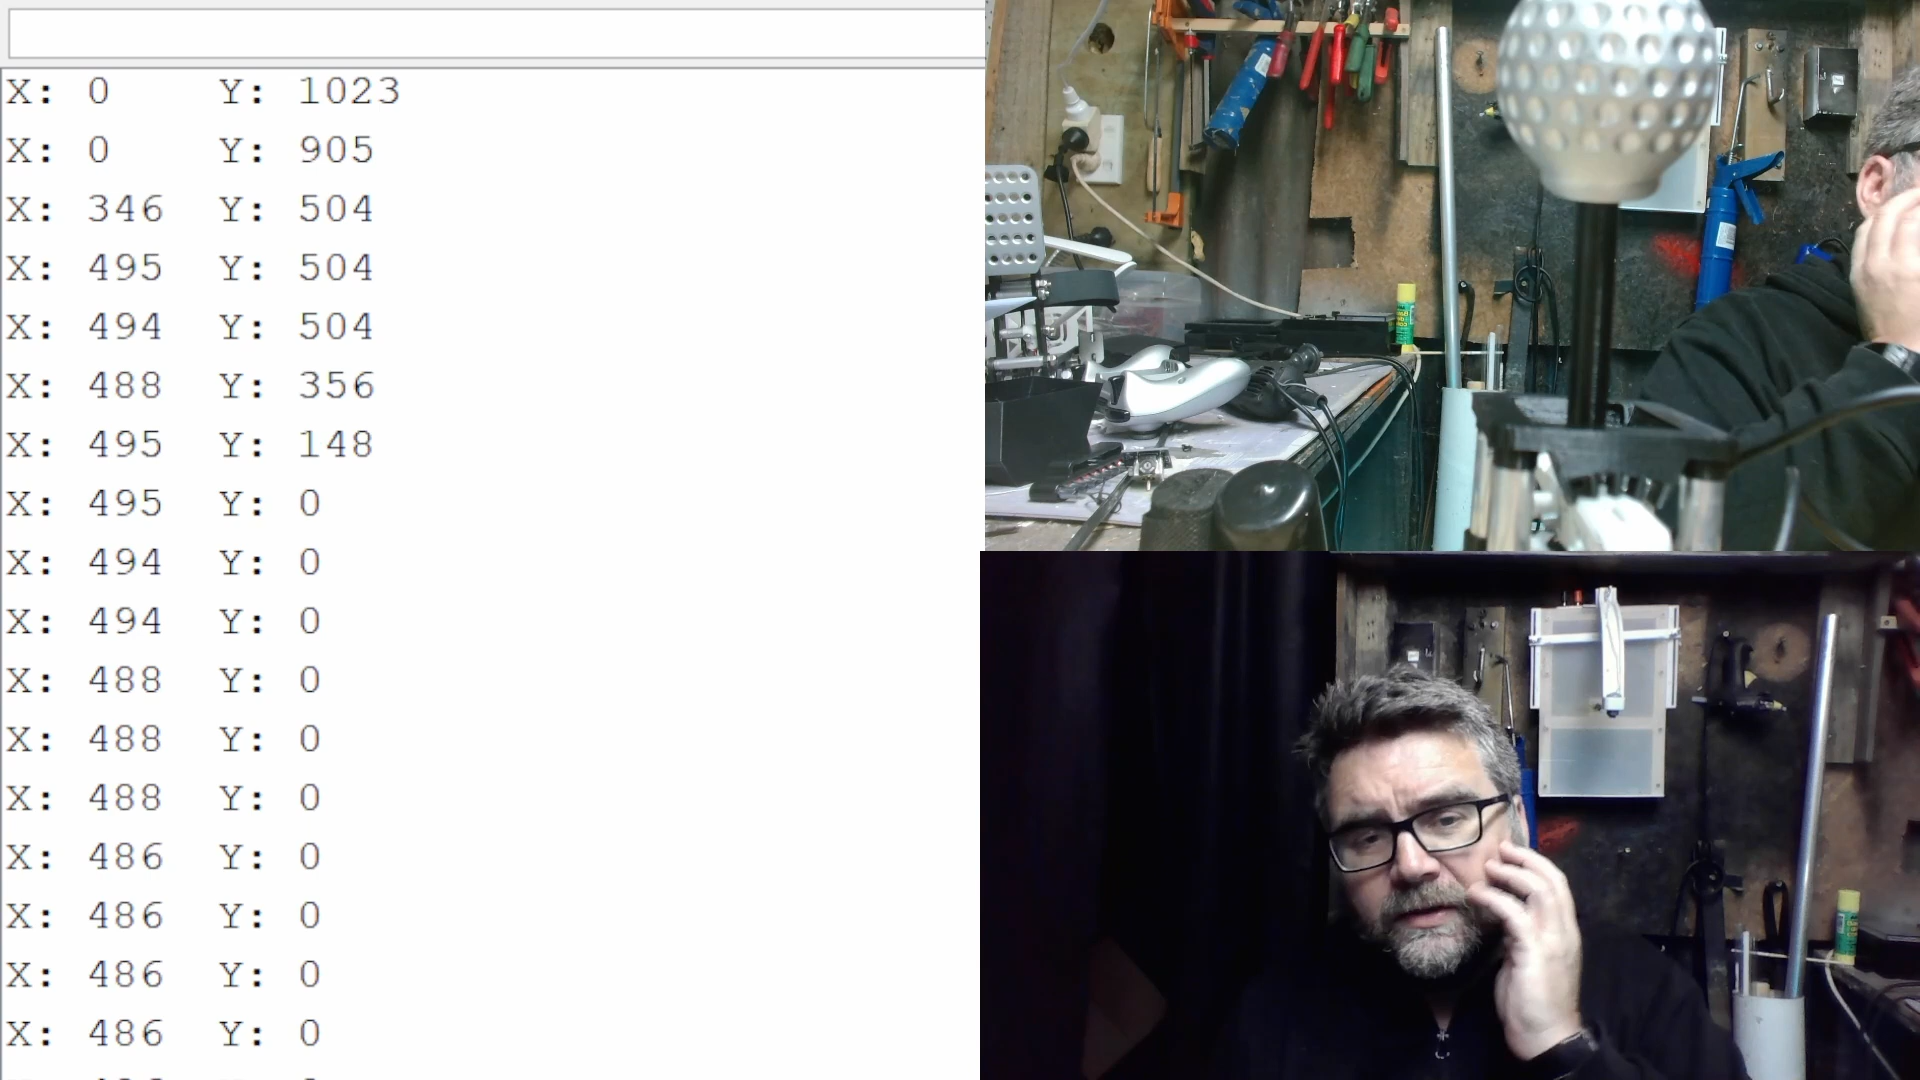 X: 0 Y: 1023
X: 0 Y: 905
X: 346 Y: 504
X: 495 Y: 504
X: 494 Y: 504
X: 488 Y: 356
X: 495 Y: 148
X: 495 Y: 0
X: 494 Y: 0
X: 494 Y: 0
X: 488 Y: 0
X: 488 Y: 0
X: 488 Y: 0
X: 486 Y: 0
X: 486 Y: 0
X: 486 Y: 0
X: 486 Y: 0